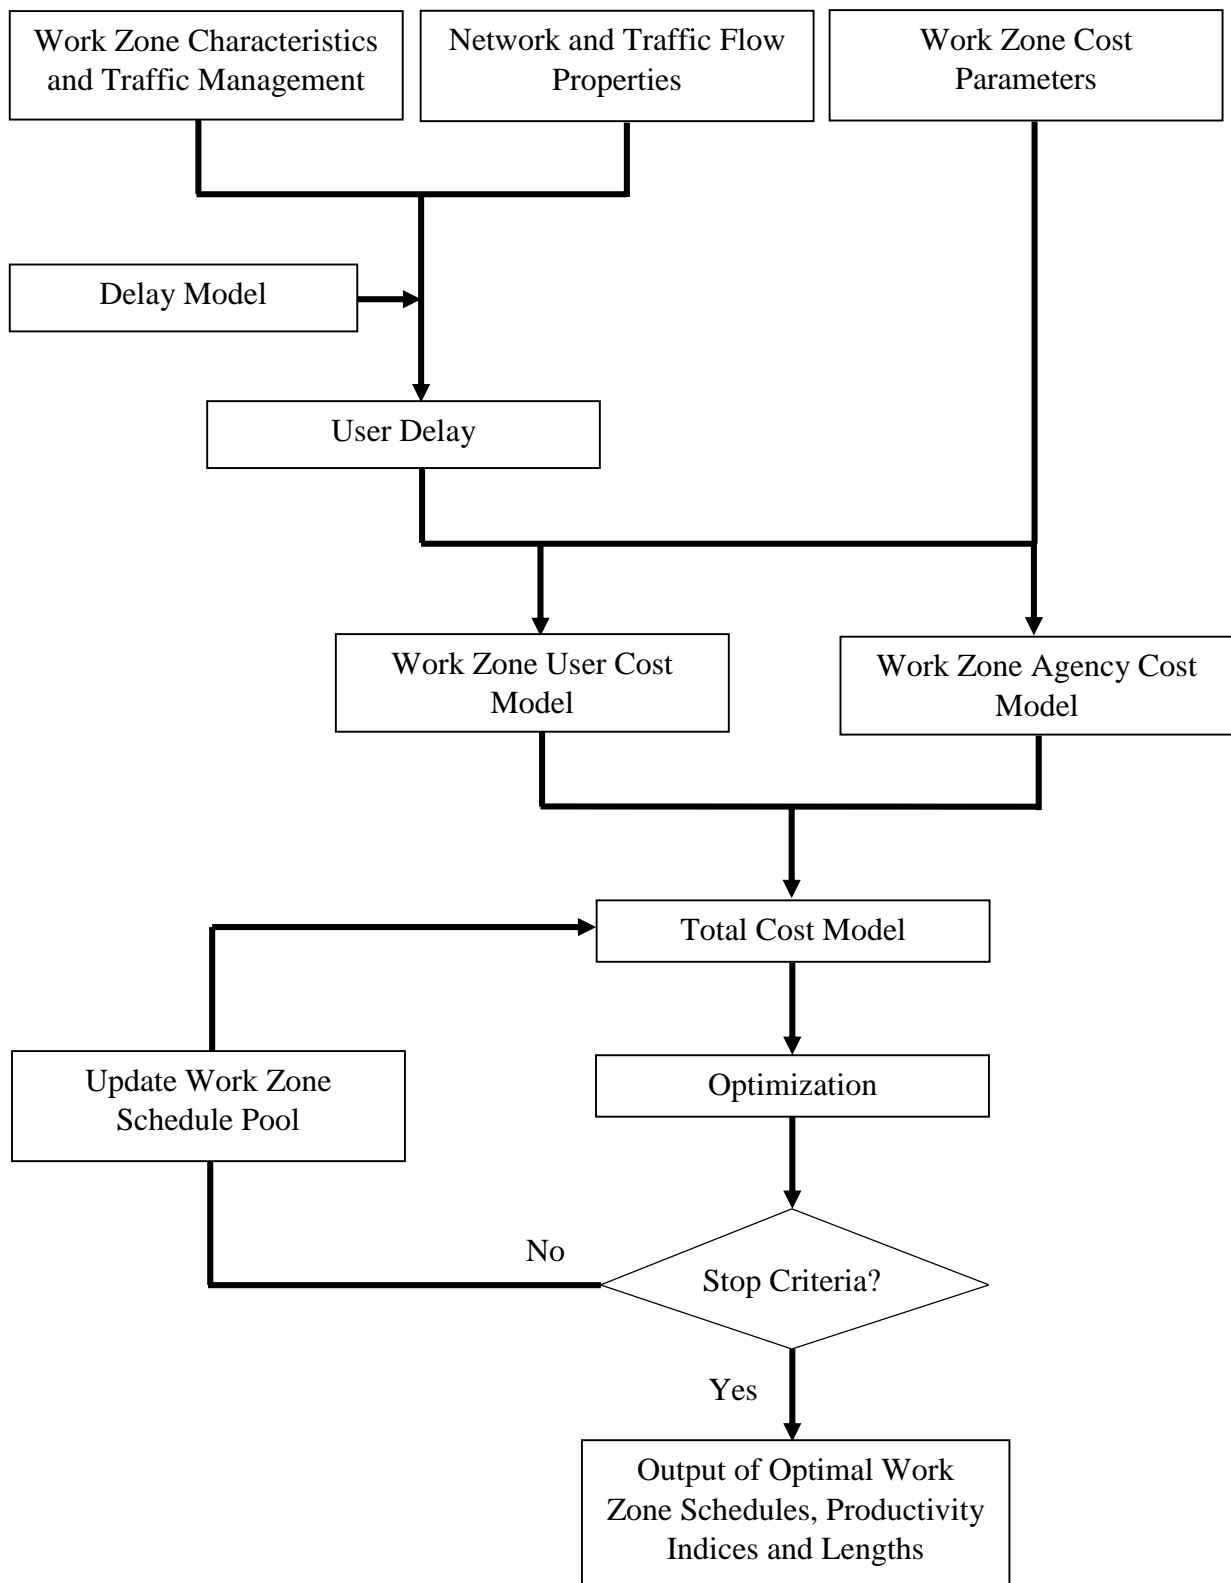 Work Zone Characteristics
and Traffic Management
Network and Traffic Flow
Properties
Work Zone Cost
Parameters
Delay Model
User Delay
Work Zone User Cost
Model
Work Zone Agency Cost
Model
Total Cost Model
Update Work Zone
Schedule Pool
Optimization
No
Stop Criteria?
Yes
Output of Optimal Work
Zone Schedules, Productivity
Indices and Lengths